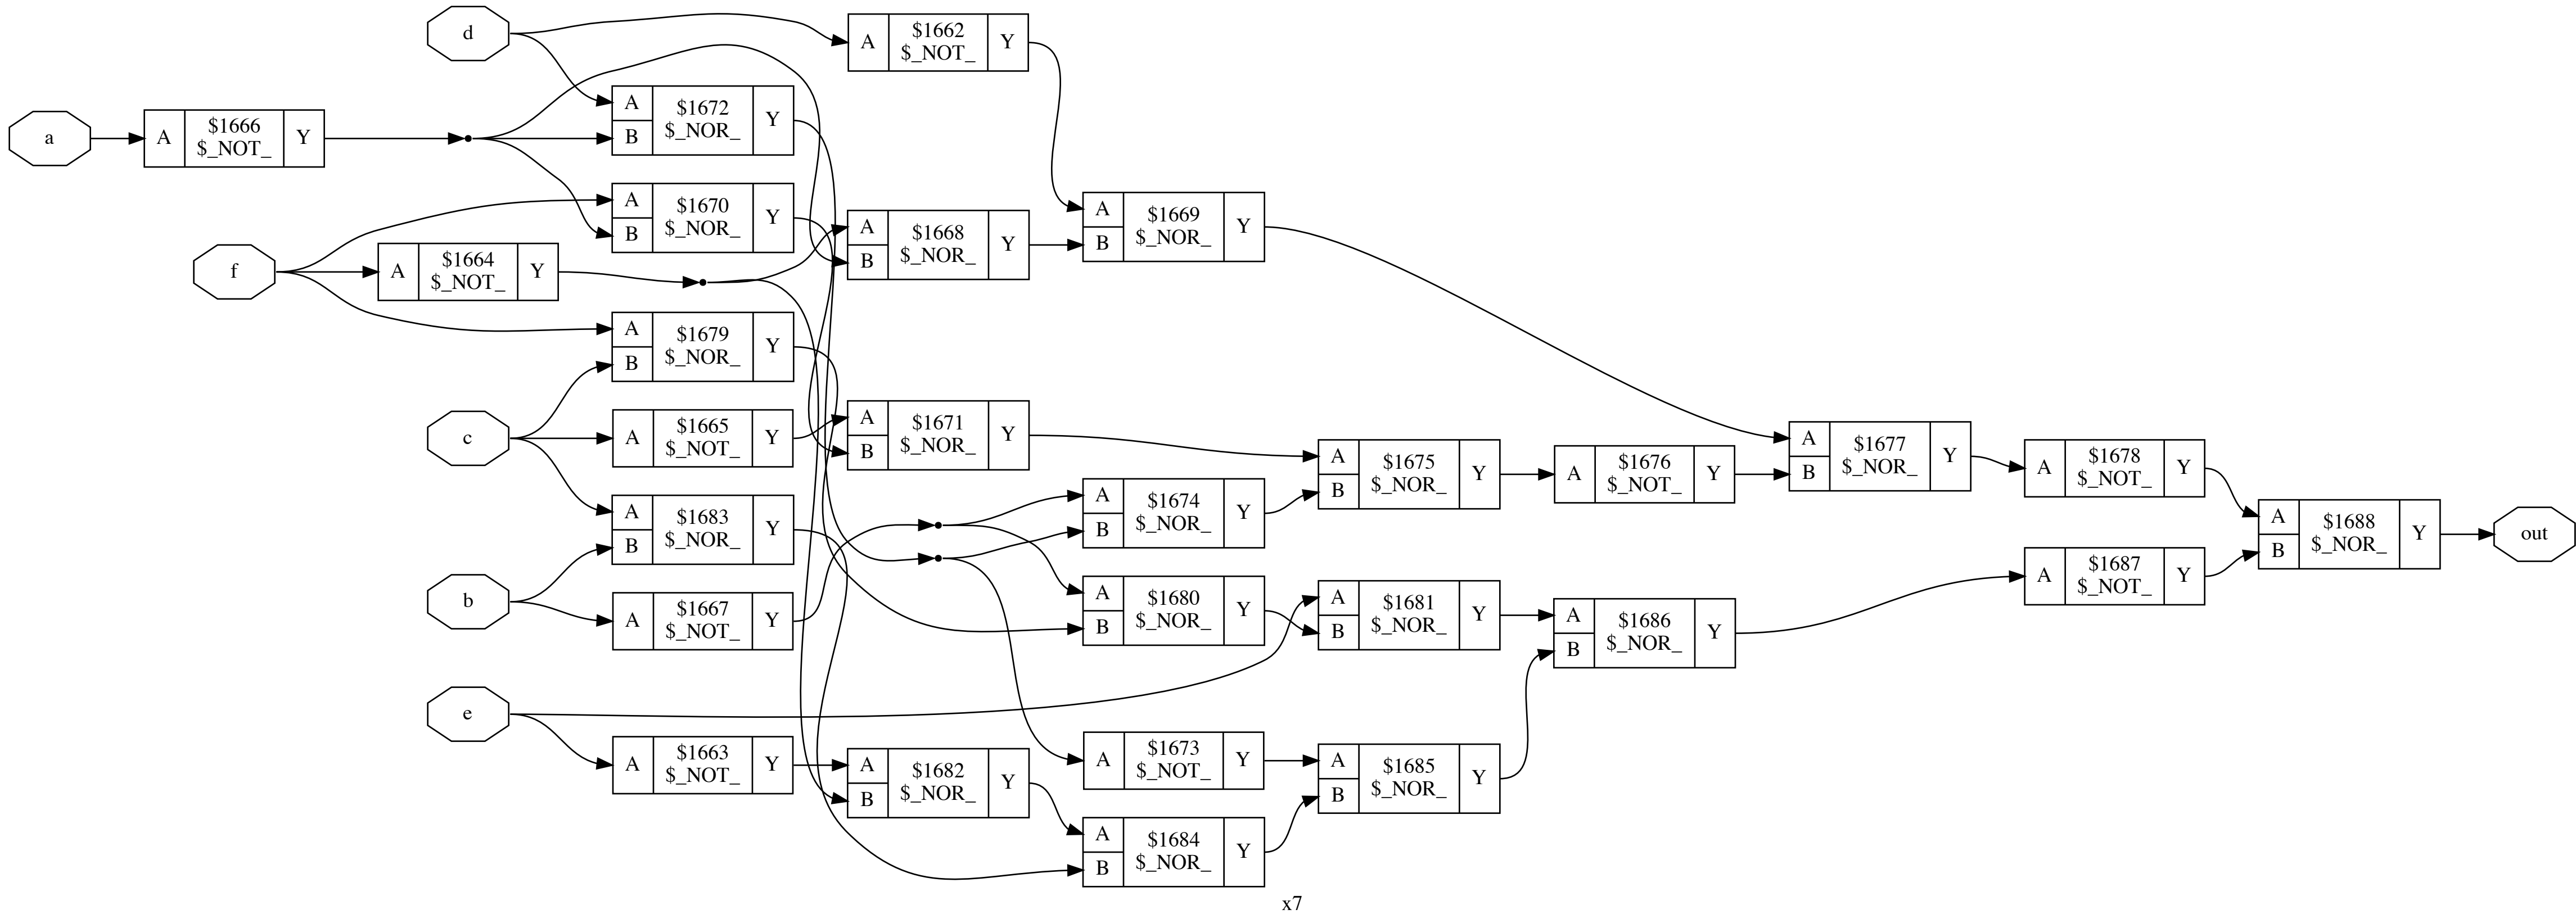 d
A $1662 Y
$_NOT_
A $1672 Y
B $_NOR_
a
A $1666 Y
$_NOT_
A $1670 Y
B $_NOR_
A $1669 Y
B $_NOR_
A $1668 Y
B $_NOR_
f
A $1664 Y
$_NOT_
A $1679 Y
B $_NOR_
c
A $1665 Y
$_NOT_
A $1671 Y
B $_NOR_
A $1675 Y
B $_NOR_
A $1676 Y
$_NOT_
A $1677 Y
B $_NOR_
A $1678 Y
$_NOT_
A $1683 Y
B $_NOR_
A $1674 Y
B $_NOR_
A $1688 Y
B $_NOR_
out
b
A $1667 Y
$_NOT_
A $1680 Y
B $_NOR_
A $1681 Y
B $_NOR_
A $1686 Y
B $_NOR_
A $1687 Y
$_NOT_
e
A $1663 Y
$_NOT_
A $1682 Y
B $_NOR_
A $1673 Y
$_NOT_
A $1685 Y
B $_NOR_
A $1684 Y
B $_NOR_
x7